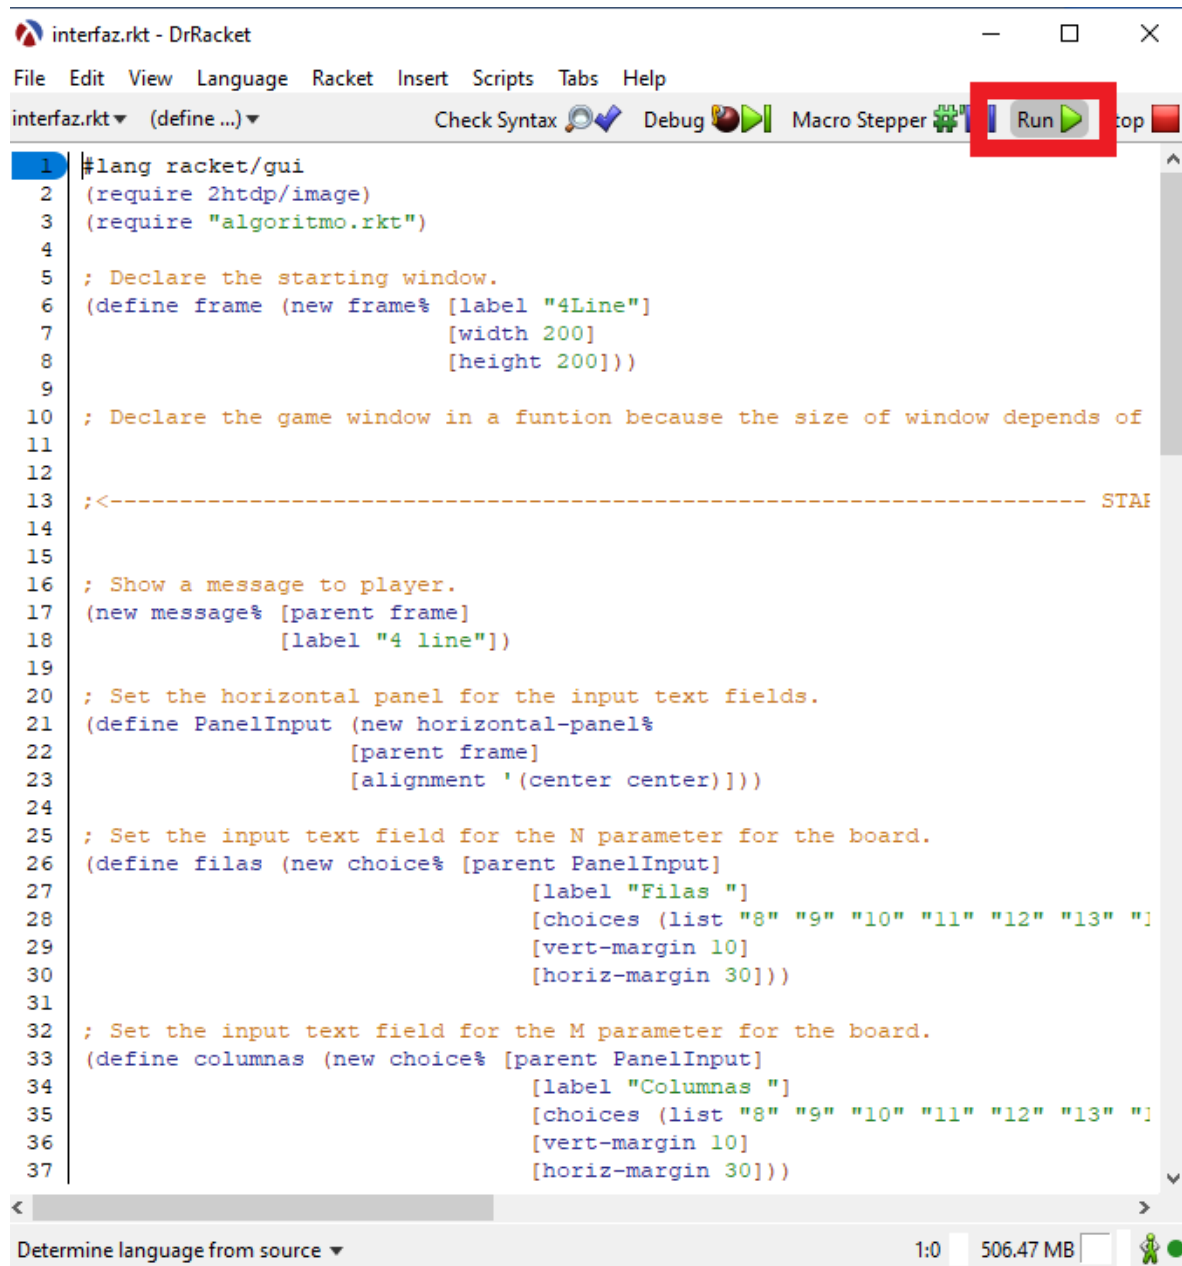 interfaz.rkt - DrRacket
File Edit View Language Racket Insert Scripts Tabs Help
interfaz.rkt (define ...) Check Syntax Debug Macro Stepper Run top
1 #lang racket/gui
2 (require 2htdp/image)
3 (require "algoritmo.rkt")
4
5 ; Declare the starting window.
6 (define frame (new frame% [label "4Line"]
7 [width 200]
8 [height 200]))
9
10 ; Declare the game window in a funtion because the size of window depends of
11
12
13 ;<----------------------------------------------------------------------- STAR
14
15
16 ; Show a message to player.
17 (new message% [parent frame]
18 [label "4 line"])
19
20 ; Set the horizontal panel for the input text fields.
21 (define PanelInput (new horizontal-panel%
22 [parent frame]
23 [alignment '(center center)]))
24
25 ; Set the input text field for the N parameter for the board.
26 (define filas (new choice% [parent PanelInput]
27 [label "Filas "]
28 [choices (list "8" "9" "10" "11" "12" "13" "1
29 [vert-margin 10]
30 [horiz-margin 30]))
31
32 ; Set the input text field for the M parameter for the board.
33 (define columnas (new choice% [parent PanelInput]
34 [label "Columnas "]
35 [choices (list "8" "9" "10" "11" "12" "13" "1
36 [vert-margin 10]
37 [horiz-margin 30]))
Determine language from source 1:0 506.47 MB